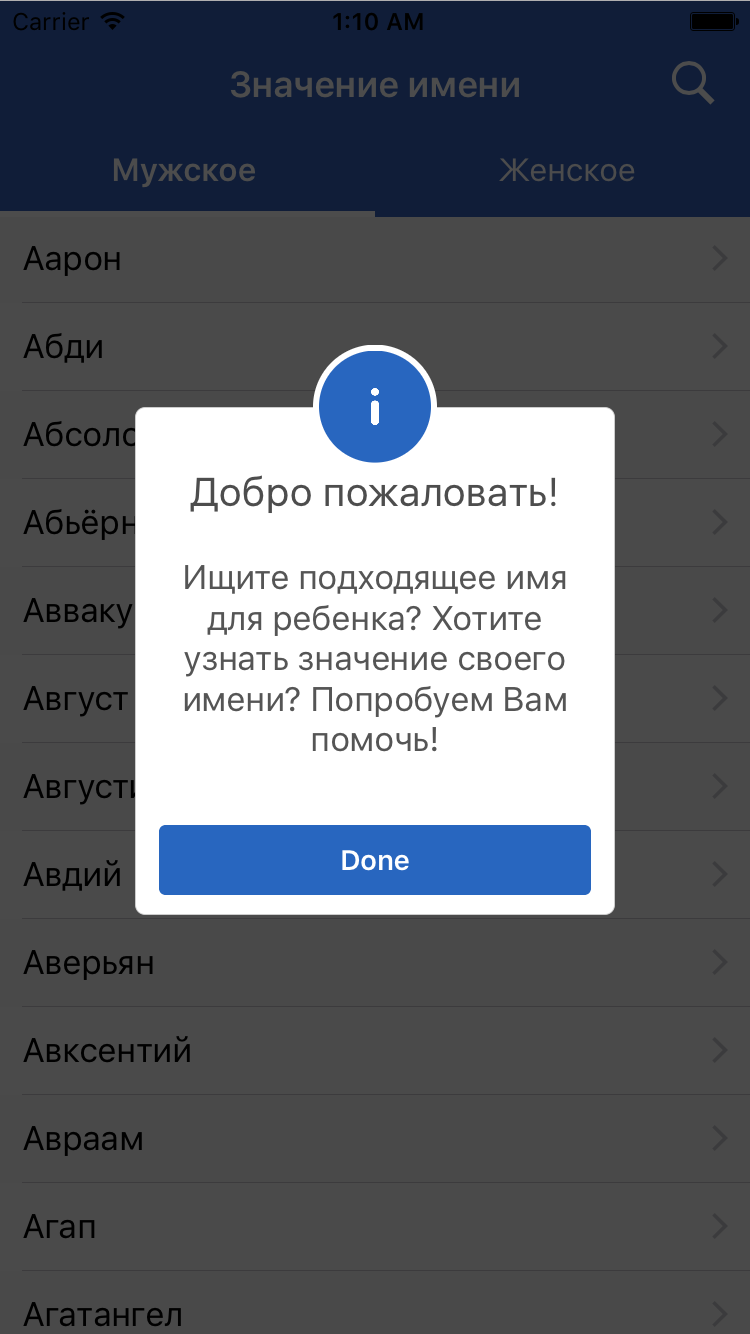 Carrier 1:10 AM
Значение имени
Мужское Женское
Аарон
Абди
Абсоло
Абьёрн
Авваку
Август
Августи
Авдий
Аверьян
Авксентий
Авраам
Агап
Агатангел
Добро пожаловать!
Ищите подходящее имя
для ребенка? Хотите
узнать значение своего
имени? Попробуем Вам
помочь!
Done